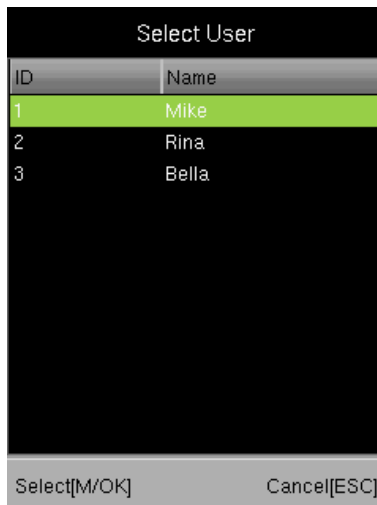 Select User
ID Name
1 Mike
2 Rina
3 Bella
Select[M/OK] Cancel[ESC]